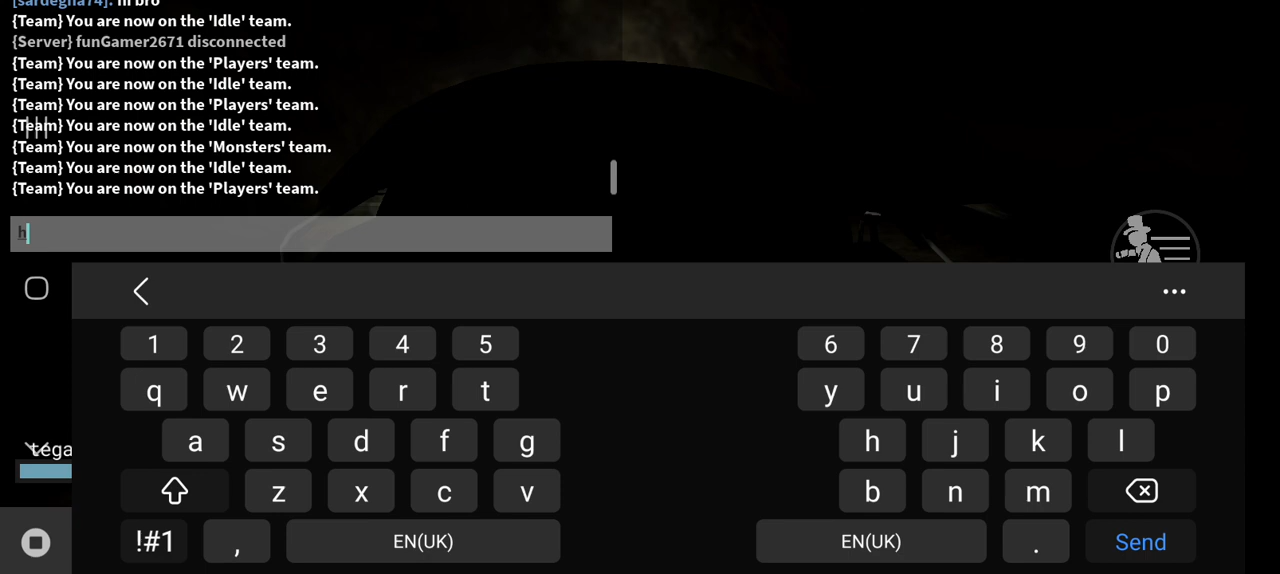 [sardegna74]: hi bro
{Team} You are now on the 'Idle' team.
{Server} funGamer2671 disconnected
{Team} You are now on the 'Players' team.
{Team} You are now on the 'Idle' team.
{Team} You are now on the 'Players' team.
{Team} You are now on the 'Idle' team.
{Team} You are now on the 'Monsters' team.
{Team} You are now on the 'Idle' team.
{Team} You are now on the 'Players' team.
h
1 2 3 4 5 6 7 8 9 0
q w e r t y u i o p
a s d f g h j k l
téga
z x c v b n m
!#1 , EN(UK) EN(UK) . Send